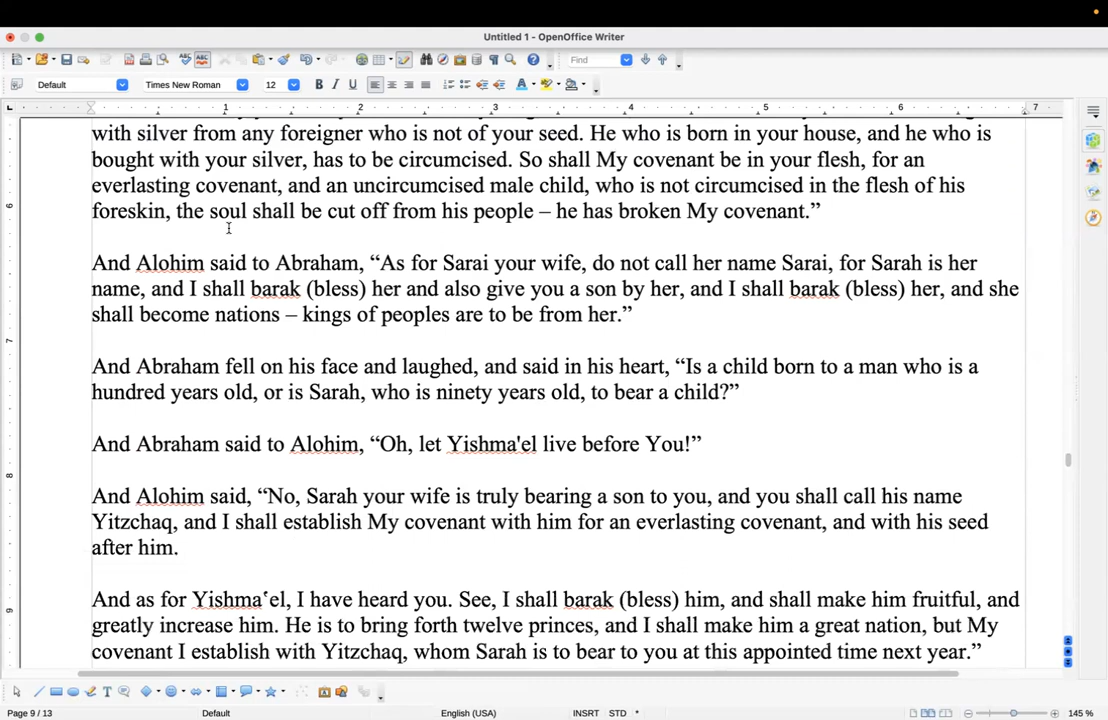 Untitled 1 - OpenOffice Writer
Find
Default
Times New Roman
12
B I U
1 2 3 4 5 6 7
with silver from any foreigner who is not of your seed. He who is born in your house, and he who is
bought with your silver, has to be circumcised. So shall My covenant be in your flesh, for an
everlasting covenant, and an uncircumcised male child, who is not circumcised in the flesh of his
foreskin, the soul shall be cut off from his people – he has broken My covenant.”
And Alohim said to Abraham, “As for Sarai your wife, do not call her name Sarai, for Sarah is her
name, and I shall barak (bless) her and also give you a son by her, and I shall barak (bless) her, and she
shall become nations – kings of peoples are to be from her.”
And Abraham fell on his face and laughed, and said in his heart, “Is a child born to a man who is a
hundred years old, or is Sarah, who is ninety years old, to bear a child?”
And Abraham said to Alohim, “Oh, let Yishma'el live before You!”
And Alohim said, “No, Sarah your wife is truly bearing a son to you, and you shall call his name
Yitzchaq, and I shall establish My covenant with him for an everlasting covenant, and with his seed
after him.
And as for Yishma‛el, I have heard you. See, I shall barak (bless) him, and shall make him fruitful, and
greatly increase him. He is to bring forth twelve princes, and I shall make him a great nation, but My
covenant I establish with Yitzchaq, whom Sarah is to bear to you at this appointed time next year.”
6
7
8
9
Page 9 / 13
Default
English (USA)
INSRT
STD
*
145 %